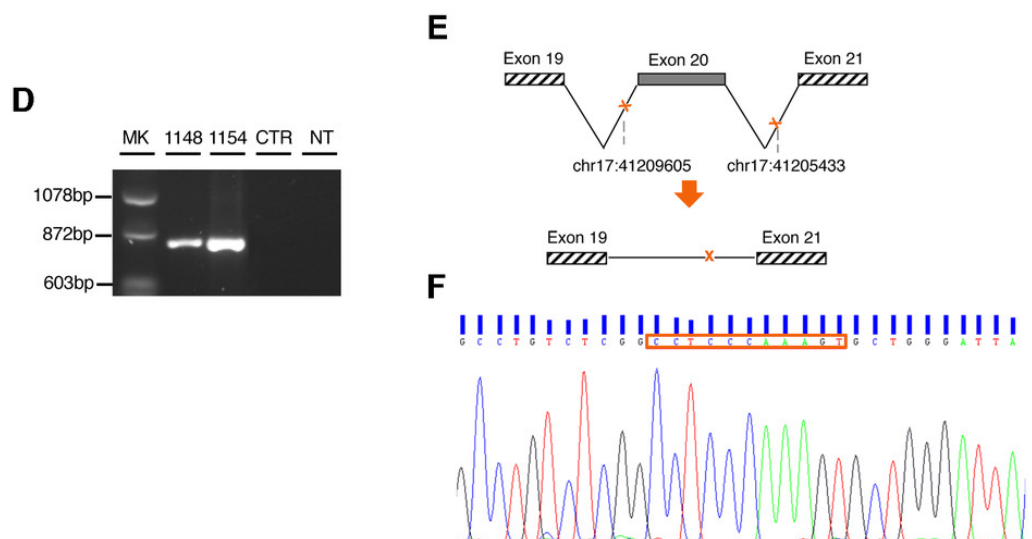 D
MK 1148 1154 CTR NT
1078bp
872bp
603bp
E
Exon 19 Exon 20 Exon 21
chr17:41209605 chr17:41205433
Exon 19 Exon 21
F
G C C T G T C T C G G C C T C C C A A A G T G C T G G G A T T A